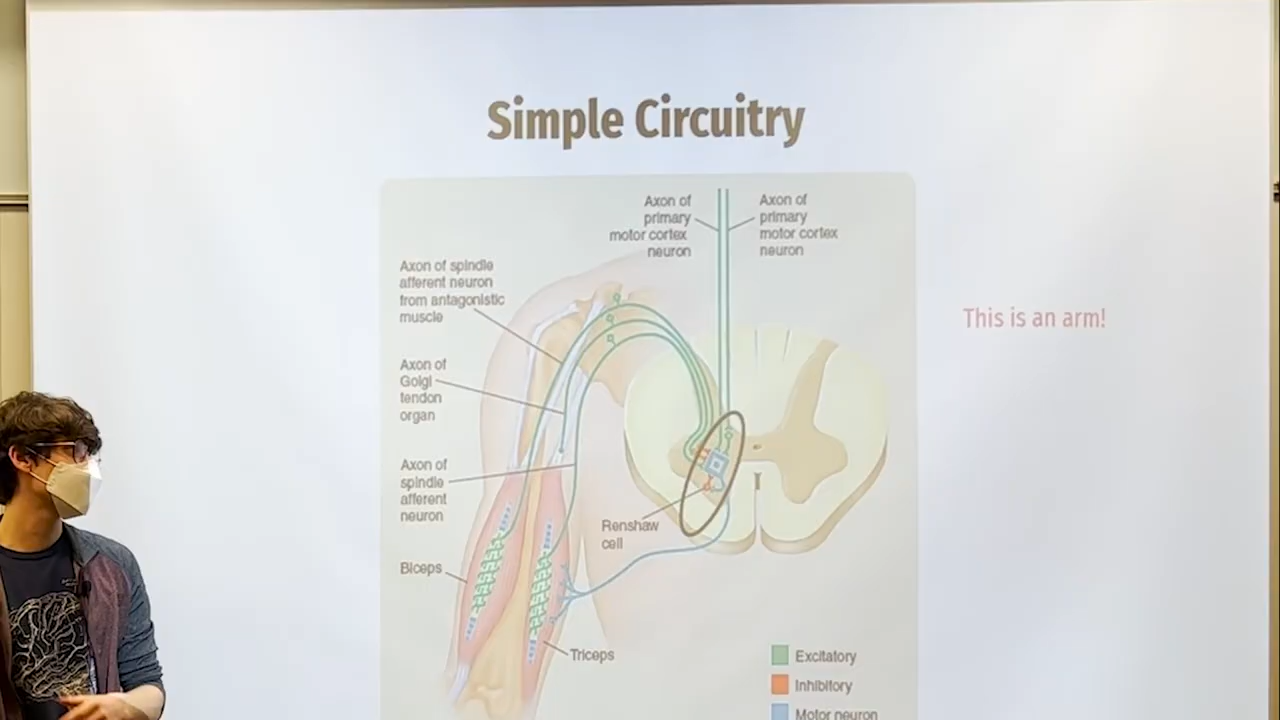 Simple Circuitry
Axon of
primary
motor cortex
neuron
Axon of
primary
motor cortex
neuron
Axon of spindle
afferent neuron
from antagonistic
muscle
This is an arm!
Axon of
Golgi
tendon
organ
Axon of
spindle
afferent
neuron
Renshaw
cell
Biceps
Triceps
Excitatory
Inhibitory
Motor neuron